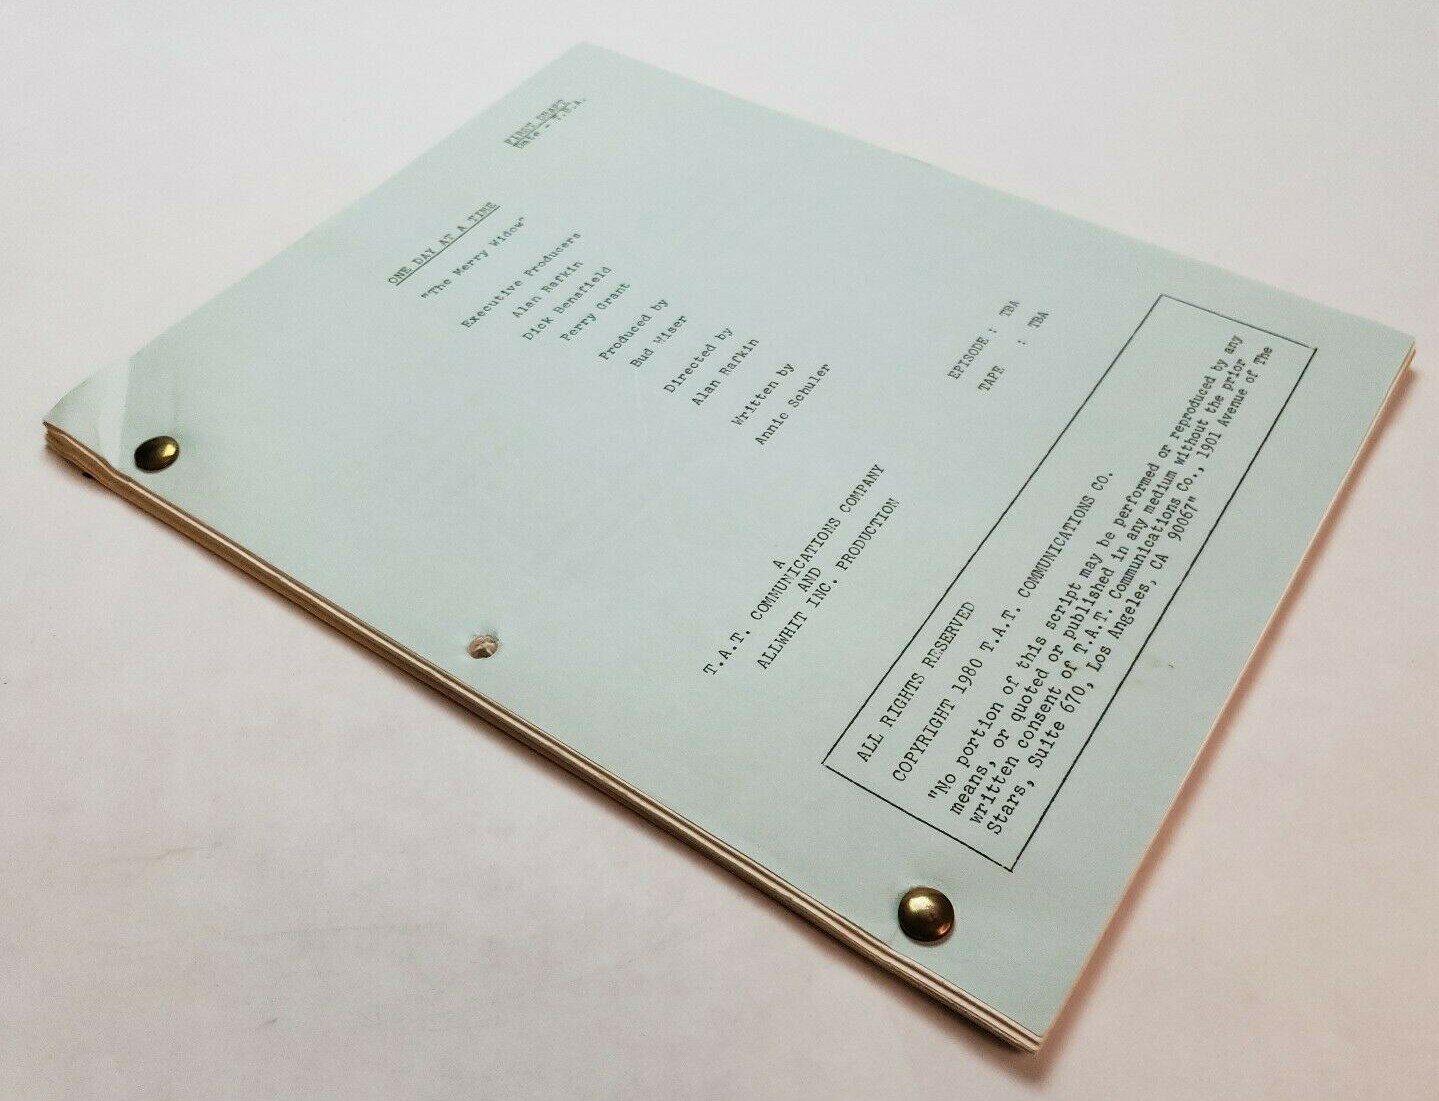 FIRST DRAFT
Date - T.B.A.
ONE DAY AT A TIME
"The Merry Widow"
Executive Producers
Alan Rafkin
Dick Bensfield
Perry Grant
Produced by
Bud Wiser
Directed by
Alan Rafkin
Written by
Annie Schuler
EPISODE : TBA
TAPE : TBA
A
T.A.T. COMMUNICATIONS COMPANY
AND
ALLWHIT INC. PRODUCTION
ALL RIGHTS RESERVED
COPYRIGHT 1980 T.A.T. COMMUNICATIONS CO.
"No portion of this script may be performed or reproduced by any
means, or quoted or published in any medium without the prior
written consent of T.A.T. Communications Co., 1901 Avenue of The
Stars, Suite 670, Los Angeles, CA 90067"